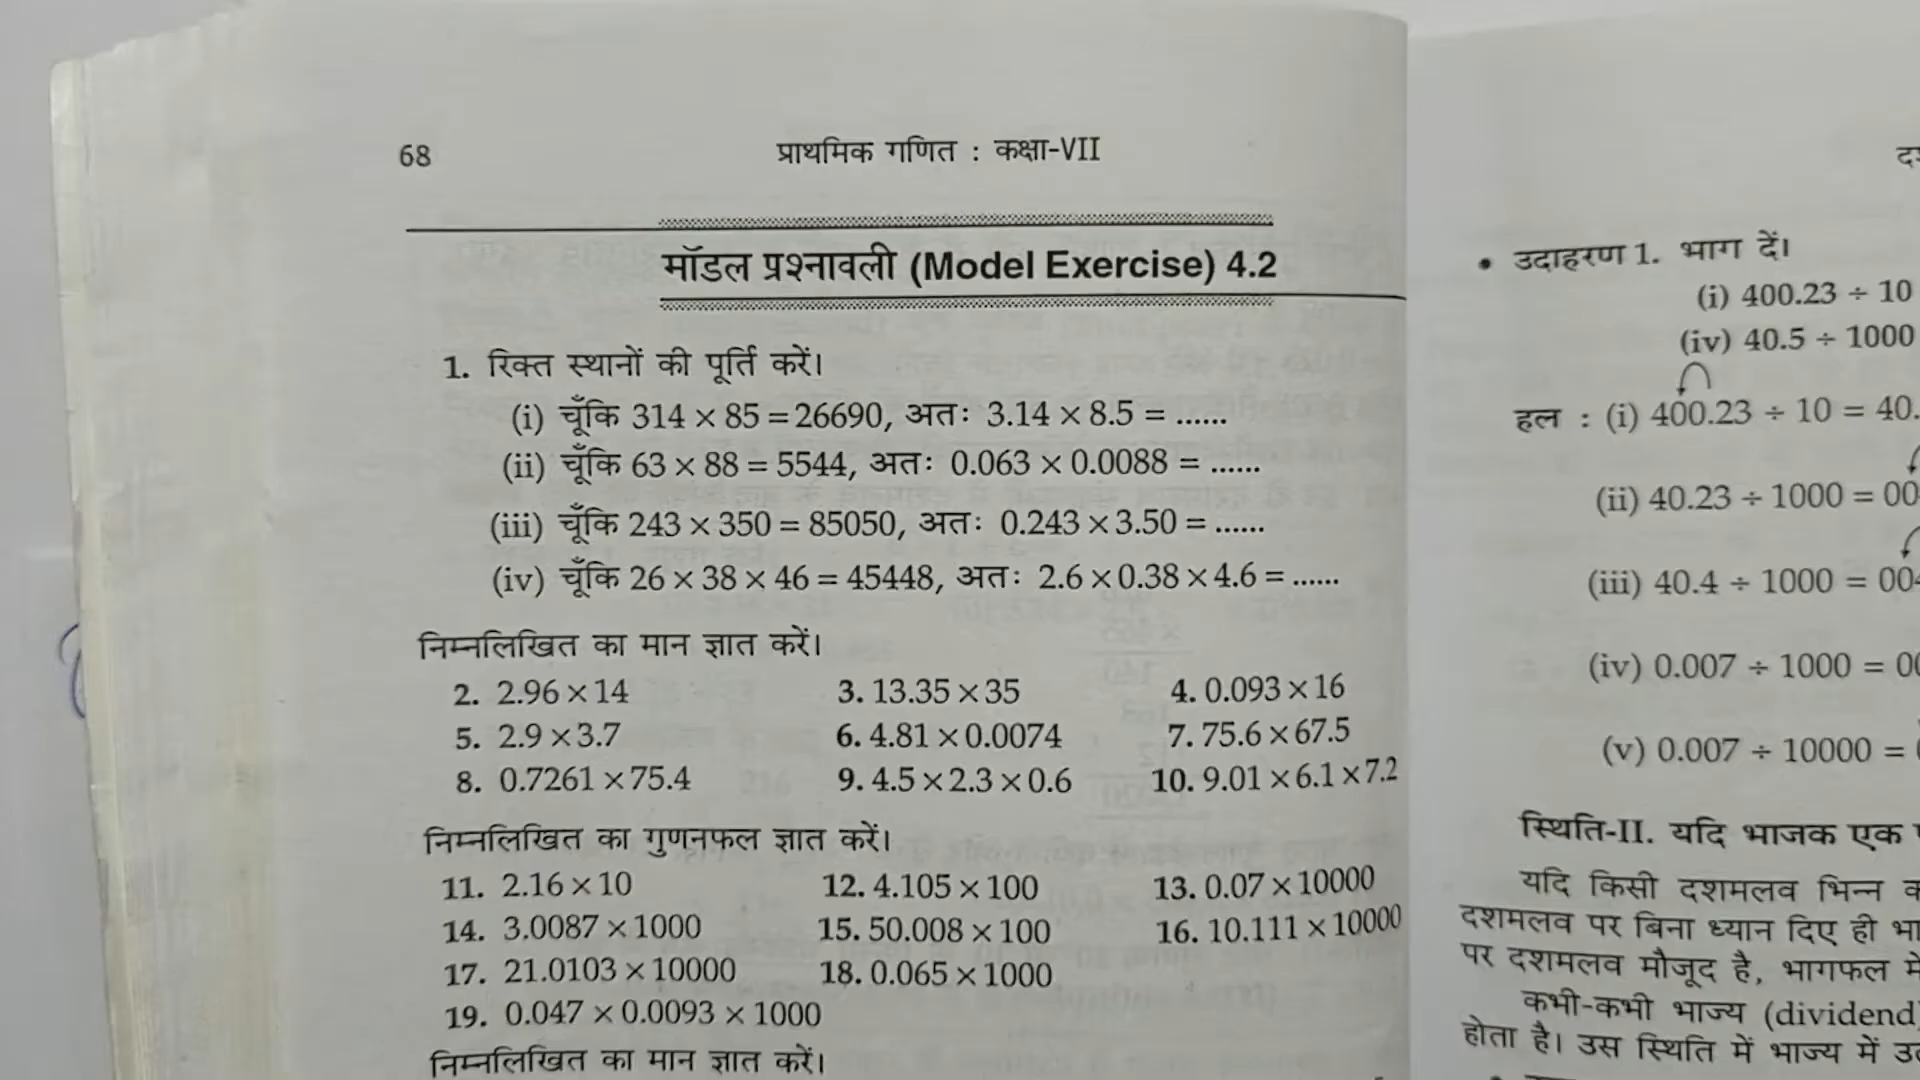 68
प्राथमिक गणित : कक्षा-VII
मॉडल प्रश्नावली (Model Exercise) 4.2
1. रिक्त स्थानों की पूर्ति करें।
(i) चूँकि 314 × 85 = 26690, अतः 3.14 × 8.5 = ......
(ii) चूँकि 63 × 88 = 5544, अतः 0.063 × 0.0088 = ......
(iii) चूँकि 243 × 350 = 85050, अतः 0.243 × 3.50 = ......
(iv) चूँकि 26 × 38 × 46 = 45448, अतः 2.6 × 0.38 × 4.6 = ......
निम्नलिखित का मान ज्ञात करें।
2. 2.96 × 14 3. 13.35 × 35 4. 0.093 × 16
5. 2.9 × 3.7 6. 4.81 × 0.0074 7. 75.6 × 67.5
8. 0.7261 × 75.4 9. 4.5 × 2.3 × 0.6 10. 9.01 × 6.1 × 7.2
निम्नलिखित का गुणनफल ज्ञात करें।
11. 2.16 × 10 12. 4.105 × 100 13. 0.07 × 10000
14. 3.0087 × 1000 15. 50.008 × 100 16. 10.111 × 10000
17. 21.0103 × 10000 18. 0.065 × 1000
19. 0.047 × 0.0093 × 1000
निम्नलिखित का मान ज्ञात करें।
• उदाहरण 1. भाग दें।
(i) 400.23 ÷ 10
(iv) 40.5 ÷ 1000
हल : (i) 400.23 ÷ 10 = 40.
(ii) 40.23 ÷ 1000 = 00
(iii) 40.4 ÷ 1000 = 004
(iv) 0.007 ÷ 1000 = 00
(v) 0.007 ÷ 10000 =
स्थिति-II. यदि भाजक एक
यदि किसी दशमलव भिन्न
दशमलव पर बिना ध्यान दिए ही
पर दशमलव मौजूद है, भागफल में
कभी-कभी भाज्य (dividend)
होता है। उस स्थिति में भाज्य में